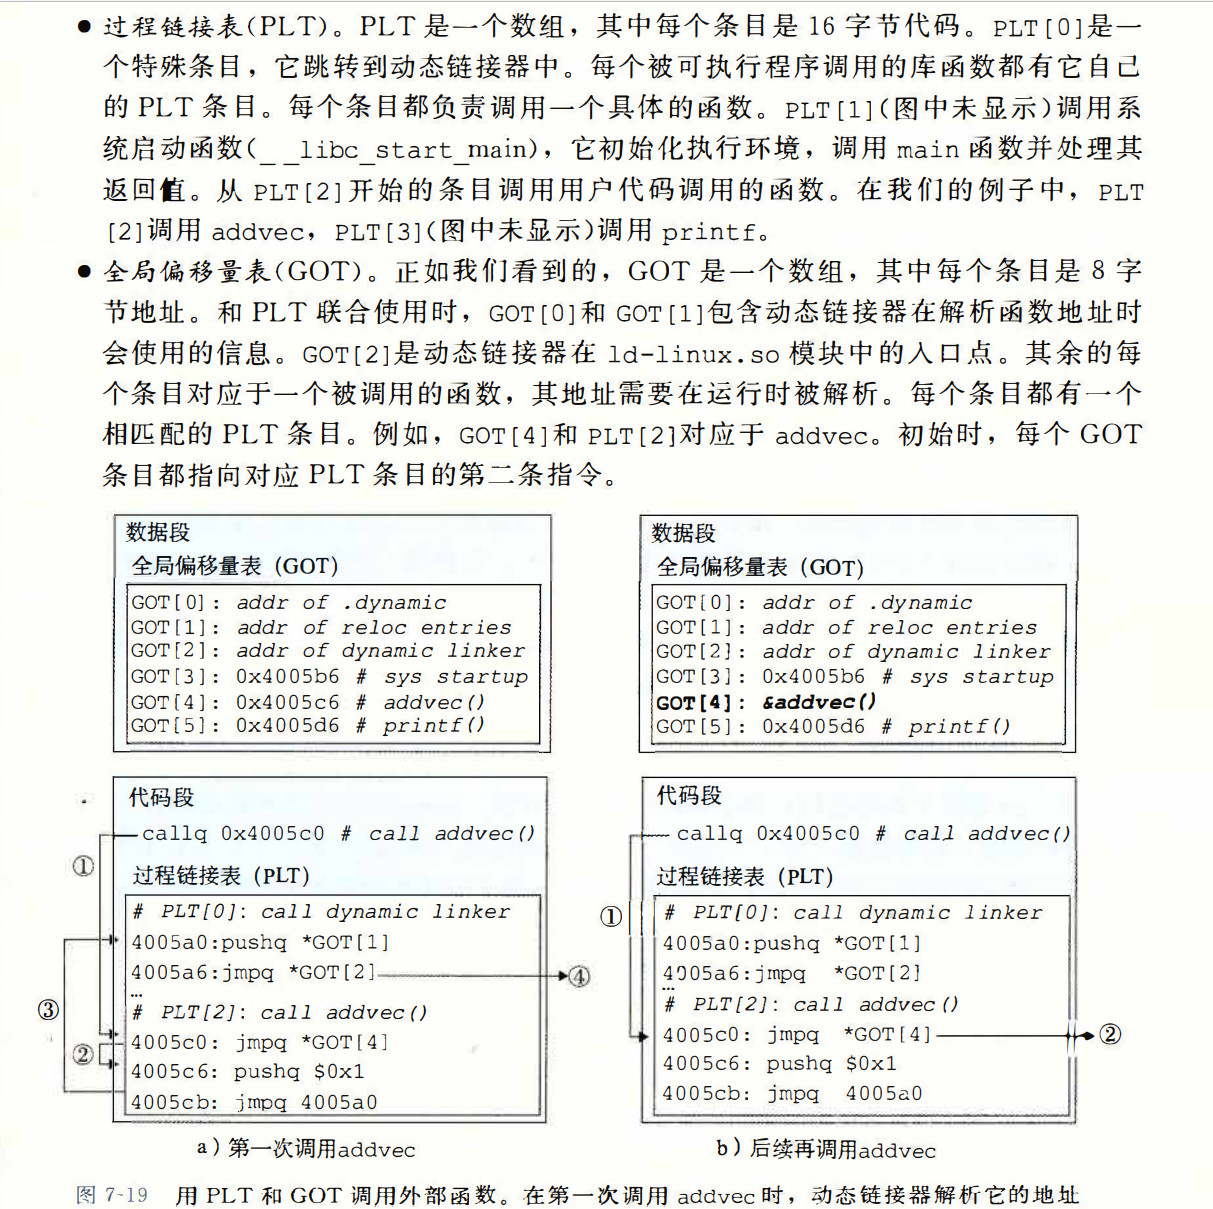 ● 过程链接表(PLT)。PLT 是一个数组，其中每个条目是 16 字节代码。PLT[0]是一
个特殊条目，它跳转到动态链接器中。每个被可执行程序调用的库函数都有它自己
的 PLT 条目。每个条目都负责调用一个具体的函数。PLT[1](图中未显示)调用系
统启动函数(__libc_start_main)，它初始化执行环境，调用 main 函数并处理其
返回值。从 PLT[2]开始的条目调用用户代码调用的函数。在我们的例子中，PLT
[2]调用 addvec，PLT[3](图中未显示)调用 printf。
● 全局偏移量表(GOT)。正如我们看到的，GOT 是一个数组，其中每个条目是 8 字
节地址。和 PLT 联合使用时，GOT[0]和 GOT[1]包含动态链接器在解析函数地址时
会使用的信息。GOT[2]是动态链接器在 ld-linux.so 模块中的入口点。其余的每
个条目对应于一个被调用的函数，其地址需要在运行时被解析。每个条目都有一个
相匹配的 PLT 条目。例如，GOT[4]和 PLT[2]对应于 addvec。初始时，每个 GOT
条目都指向对应 PLT 条目的第二条指令。
数据段
全局偏移量表（GOT）
GOT[0]: addr of .dynamic
GOT[1]: addr of reloc entries
GOT[2]: addr of dynamic linker
GOT[3]: 0x4005b6 # sys startup
GOT[4]: 0x4005c6 # addvec()
GOT[5]: 0x4005d6 # printf()
代码段
callq 0x4005c0 # call addvec()
①
过程链接表（PLT）
# PLT[0]: call dynamic linker
4005a0:pushq *GOT[1]
4005a6:jmpq *GOT[2]
④
…
③
# PLT[2]: call addvec()
4005c0: jmpq *GOT[4]
②
4005c6: pushq $0x1
4005cb: jmpq 4005a0
a）第一次调用addvec
数据段
全局偏移量表（GOT）
GOT[0]: addr of .dynamic
GOT[1]: addr of reloc entries
GOT[2]: addr of dynamic linker
GOT[3]: 0x4005b6 # sys startup
GOT[4]: &addvec()
GOT[5]: 0x4005d6 # printf()
代码段
callq 0x4005c0 # call addvec()
过程链接表（PLT）
①
# PLT[0]: call dynamic linker
4005a0:pushq *GOT[1]
4005a6:jmpq *GOT[2]
…
# PLT[2]: call addvec()
4005c0: jmpq *GOT[4]
②
4005c6: pushq $0x1
4005cb: jmpq 4005a0
b）后续再调用addvec
图 7-19 用 PLT 和 GOT 调用外部函数。在第一次调用 addvec 时，动态链接器解析它的地址